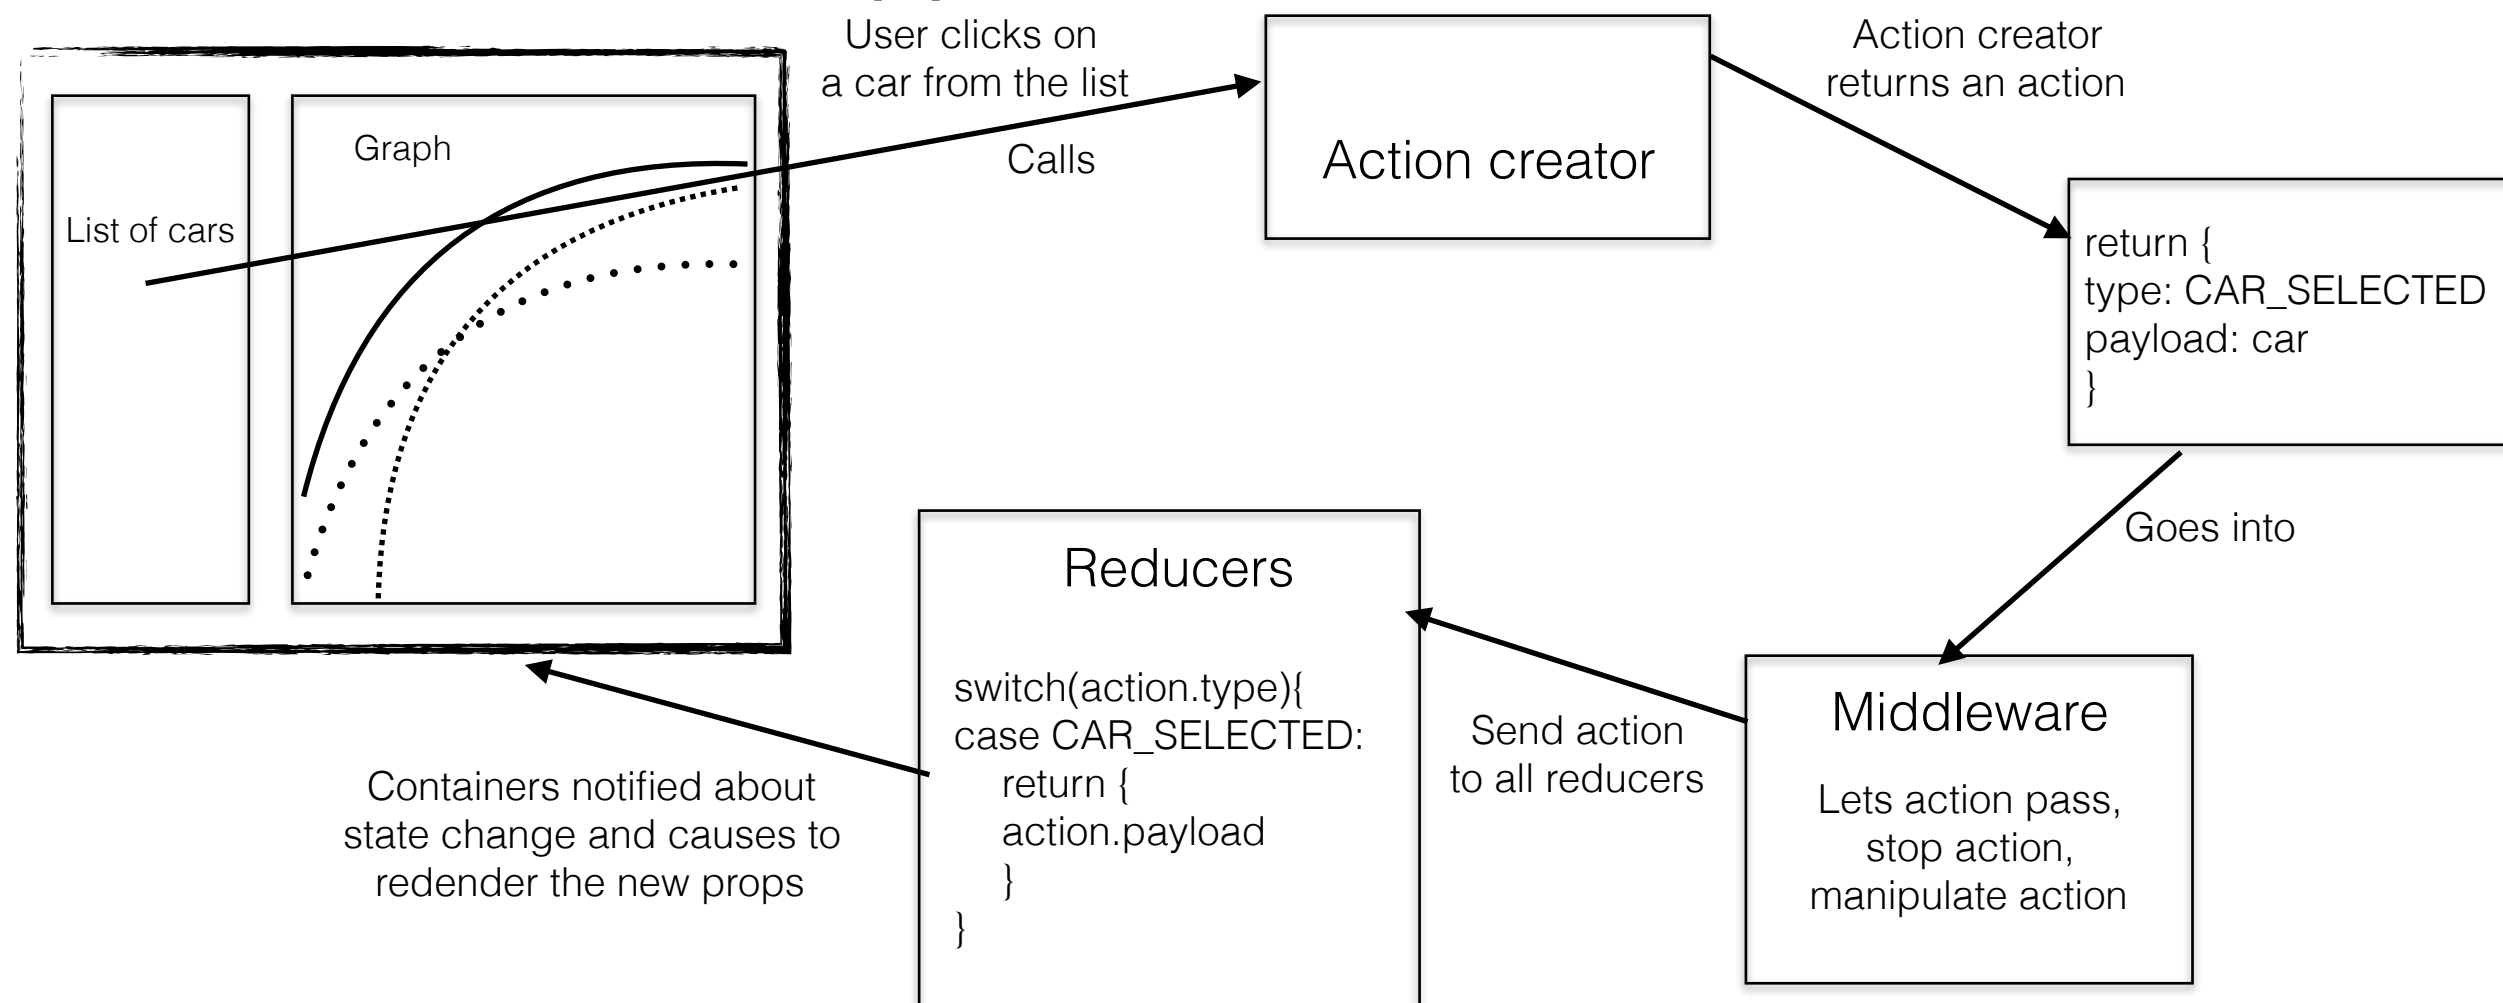 List of cars
Graph
User clicks on
a car from the list
Calls
Action creator
Action creator
returns an action
return {
type: CAR_SELECTED
payload: car
}
Goes into
Middleware
Lets action pass,
stop action,
manipulate action
Send action
to all reducers
Reducers
switch(action.type){
case CAR_SELECTED:
return {
action.payload
}
}
Containers notified about
state change and causes to
redender the new props